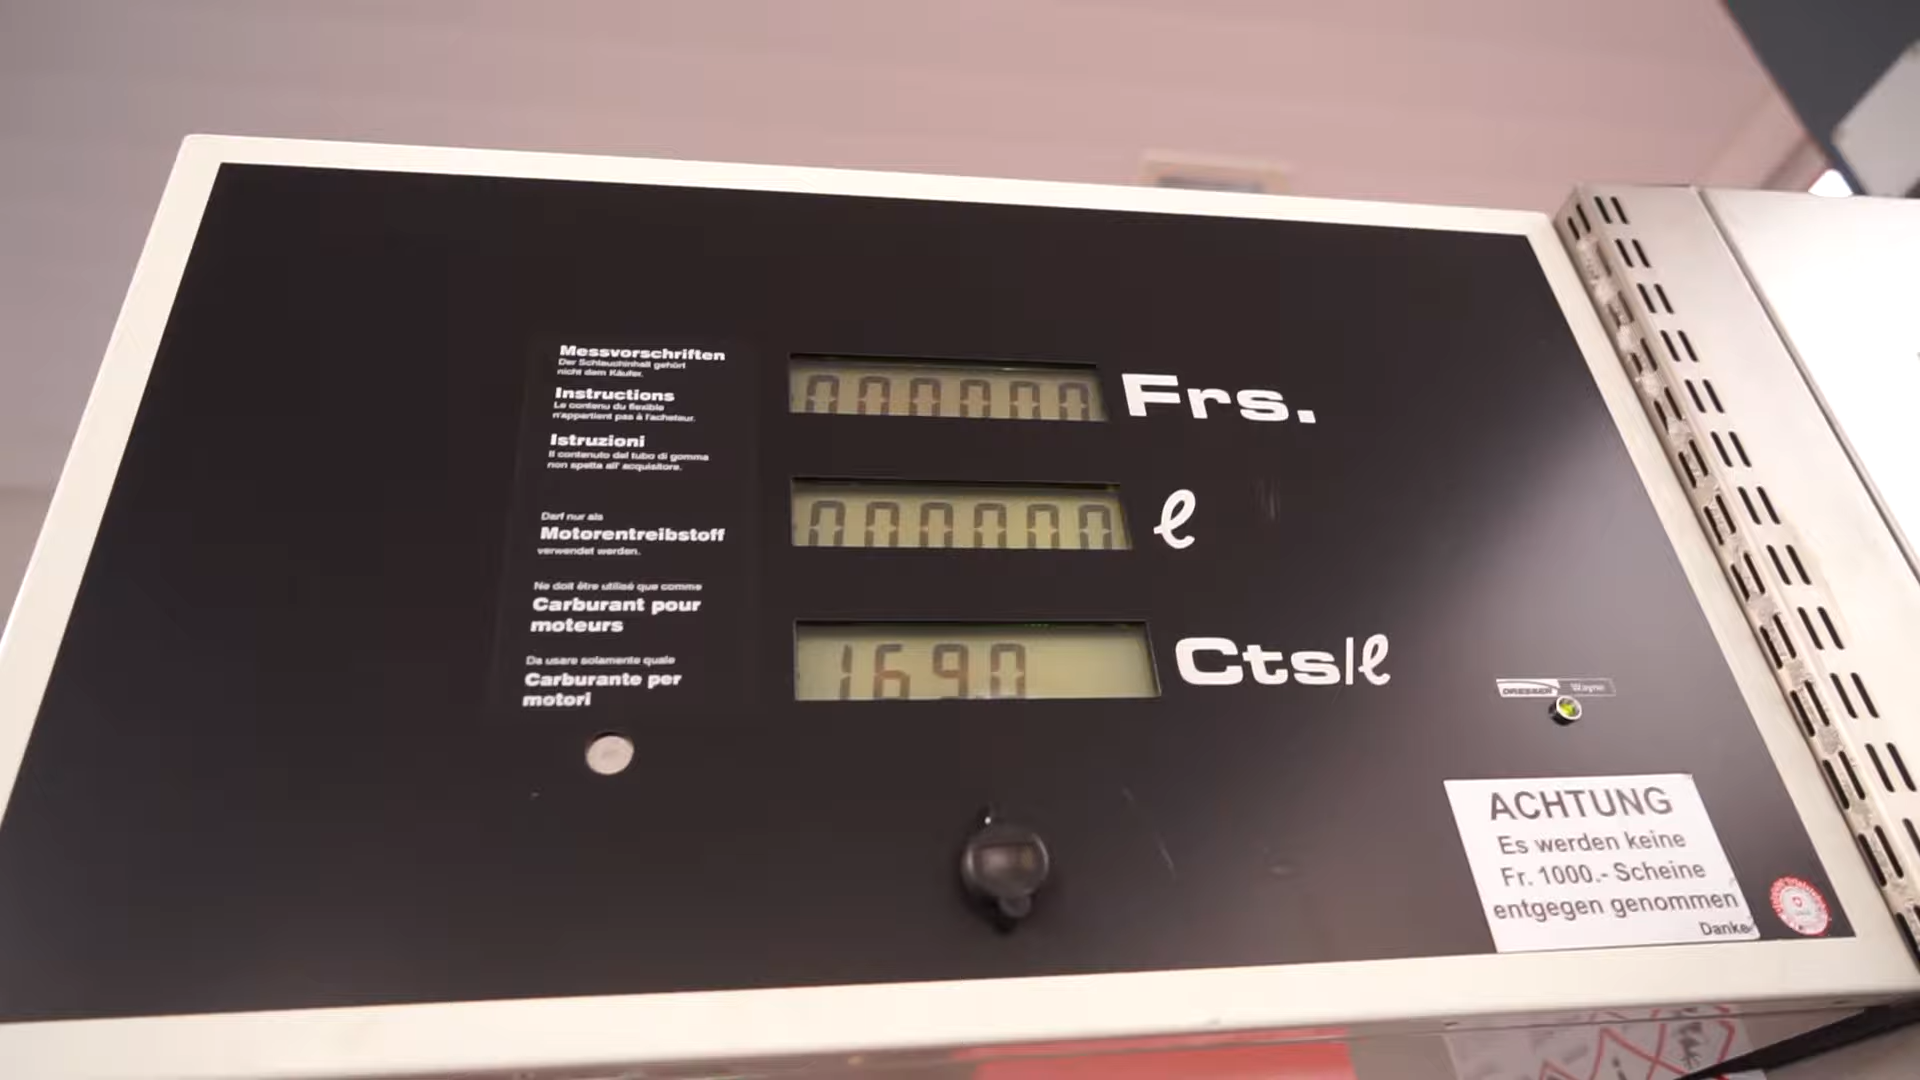 Messvorschriften
Der Schlauchinhalt gehört
nicht dem Käufer.
Instructions
Le contenu du flexible
n'appartient pas à l'acheteur.
Istruzioni
Il contenuto del tubo di gomma
non spetta all' acquisitore.
Darf nur als
Motorentreibstoff
verwendet werden.
Ne doit être utilisé que comme
Carburant pour
moteurs
Da usare solamente quale
Carburante per
motori
000000 Frs.
000000 ℓ
1690 Cts/ℓ
DRESSER Wayne
ACHTUNG
Es werden keine
Fr. 1000.- Scheine
entgegen genommen
Danke